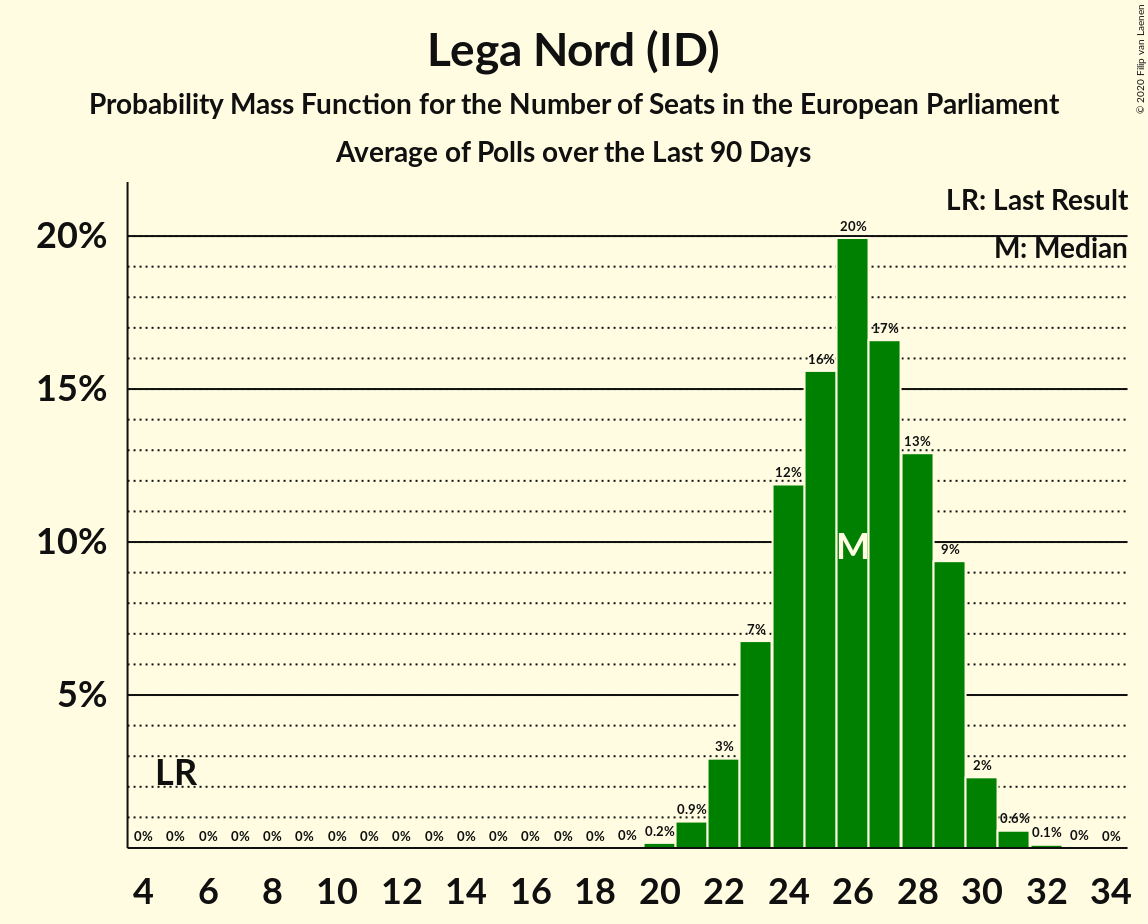 Lega Nord (ID)
Probability Mass Function for the Number of Seats in the European Parliament
Average of Polls over the Last 90 Days
© 2020 Filip van Laenen
LR: Last Result
M: Median
20%
15%
10%
5%
LR
M
0% 0% 0% 0% 0% 0% 0% 0% 0% 0% 0% 0% 0% 0% 0% 0% 0.2% 0.9% 3% 7% 12% 16% 20% 17% 13% 9% 2% 0.6% 0.1% 0% 0%
4 6 8 10 12 14 16 18 20 22 24 26 28 30 32 34